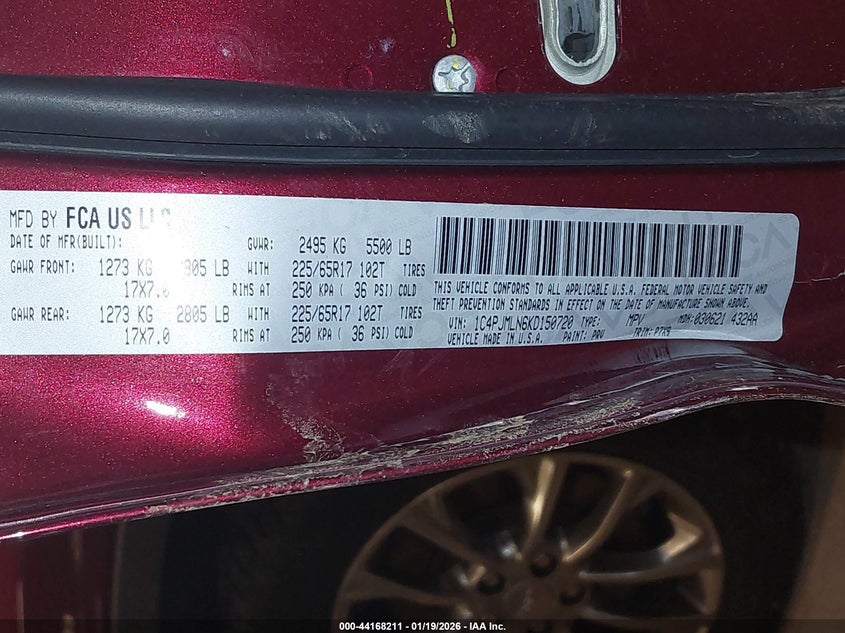 MFD BY FCA US LLC
DATE OF MFR(BUILT): GVWR: 2495 KG 5500 LB
GAWR FRONT: 1273 KG 805 LB WITH 225/65R17 102T TIRES
17X7.0 RIMS AT 250 KPA ( 36 PSI) COLD
GAWR REAR: 1273 KG 2805 LB WITH 225/65R17 102T TIRES
17X7.0 RIMS AT 250 KPA ( 36 PSI) COLD
THIS VEHICLE CONFORMS TO ALL APPLICABLE U.S.A. FEDERAL MOTOR VEHICLE SAFETY AND
THEFT PREVENTION STANDARDS IN EFFECT ON THE DATE OF MANUFACTURE SHOWN ABOVE.
VIN: 1C4PJMLN6KD150720 TYPE: MPV MDH: 030621 432AA
VEHICLE MADE IN U.S.A. PAINT: PRV TRIM:
000-44168211 - 01/19/2026 - IAA Inc.